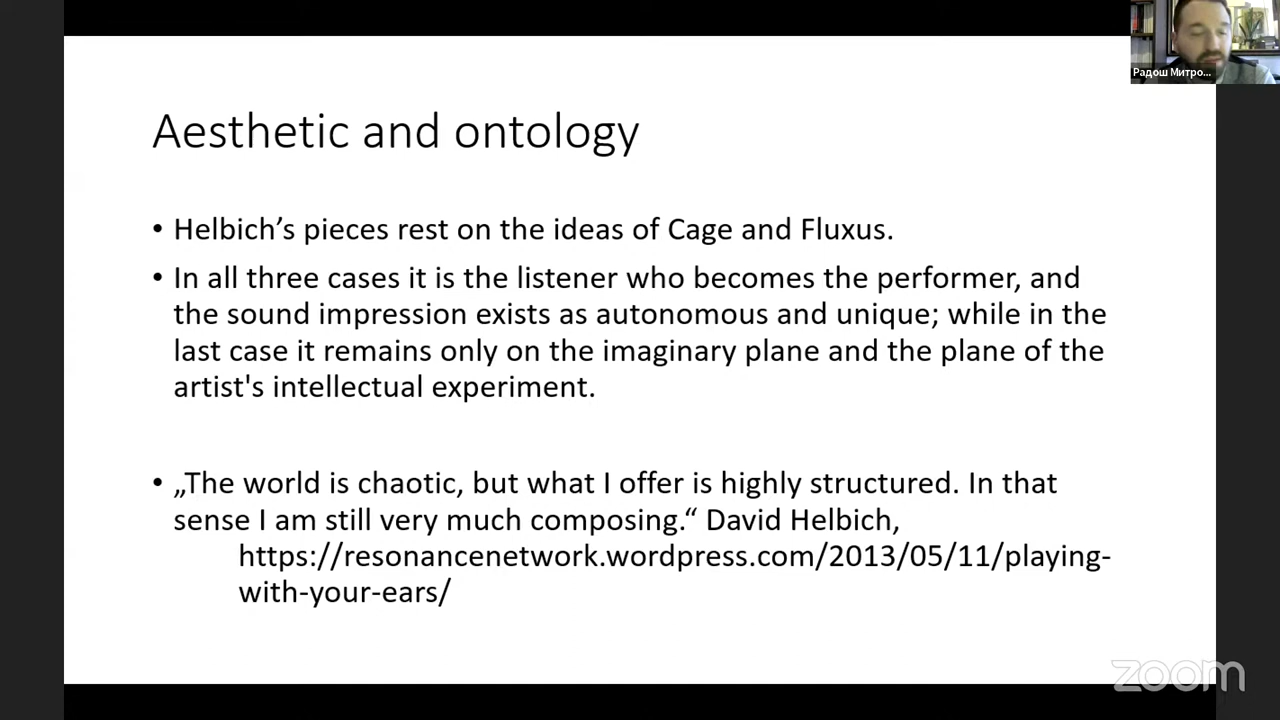 Радош Митро...
Aesthetic and ontology
• Helbich’s pieces rest on the ideas of Cage and Fluxus.
• In all three cases it is the listener who becomes the performer, and
the sound impression exists as autonomous and unique; while in the
last case it remains only on the imaginary plane and the plane of the
artist's intellectual experiment.
• „The world is chaotic, but what I offer is highly structured. In that
sense I am still very much composing.“ David Helbich,
https://resonancenetwork.wordpress.com/2013/05/11/playing-
with-your-ears/
zoom